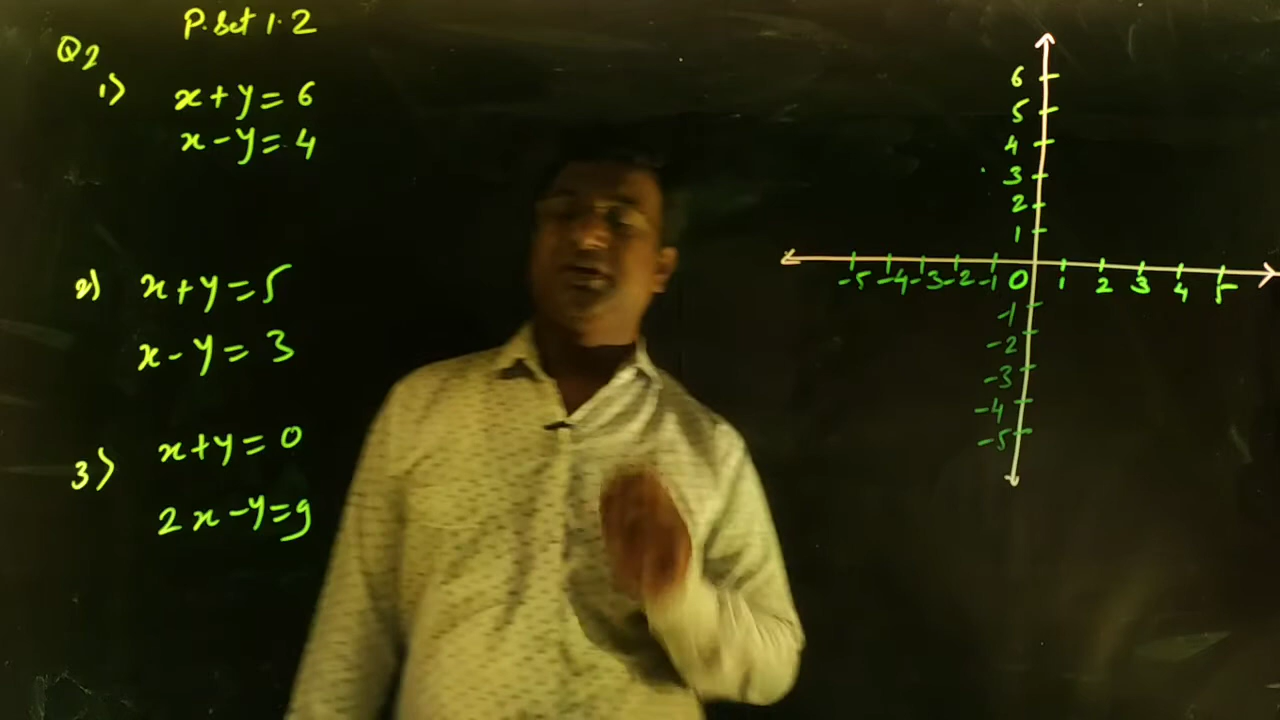 P. Set 1.2
Q2
1) x+y=6
x-y=4
2) x+y=5
x-y=3
3) x+y=0
2x-y=9
6
5
4
3
2
1
-5 -4 -3 -2 -1 0 1 2 3 4 5
-1
-2
-3
-4
-5